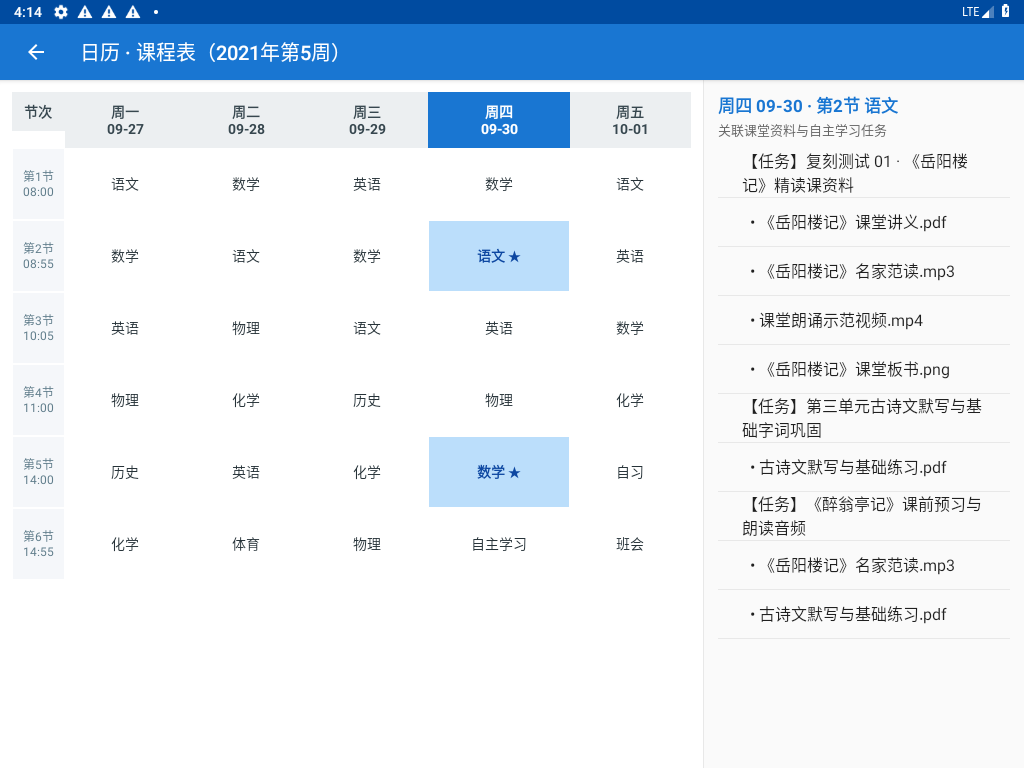 4:14
LTE
日历 · 课程表（2021年第5周）
节次 周一 周二 周三 周四 周五
09-27 09-28 09-29 09-30 10-01
第1节 语文 数学 英语 数学 语文
08:00
第2节 数学 语文 数学 语文 ★ 英语
08:55
第3节 英语 物理 语文 英语 数学
10:05
第4节 物理 化学 历史 物理 化学
11:00
第5节 历史 英语 化学 数学 ★ 自习
14:00
第6节 化学 体育 物理 自主学习 班会
14:55
周四 09-30 · 第2节 语文
关联课堂资料与自主学习任务
【任务】复刻测试 01 · 《岳阳楼
记》精读课资料
• 《岳阳楼记》课堂讲义.pdf
• 《岳阳楼记》名家范读.mp3
• 课堂朗诵示范视频.mp4
• 《岳阳楼记》课堂板书.png
【任务】第三单元古诗文默写与基
础字词巩固
• 古诗文默写与基础练习.pdf
【任务】《醉翁亭记》课前预习与
朗读音频
• 《岳阳楼记》名家范读.mp3
• 古诗文默写与基础练习.pdf